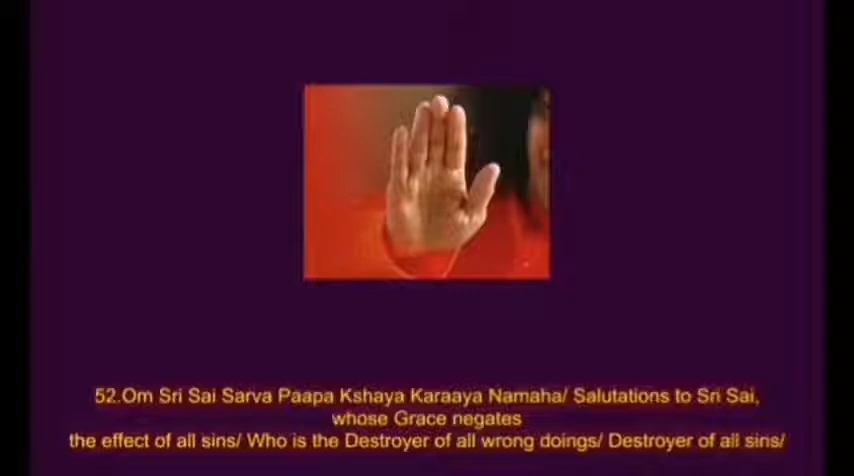 52.Om Sri Sai Sarva Paapa Kshaya Karaaya Namaha/ Salutations to Sri Sai,
whose Grace negates
the effect of all sins/ Who is the Destroyer of all wrong doings/ Destroyer of all sins/